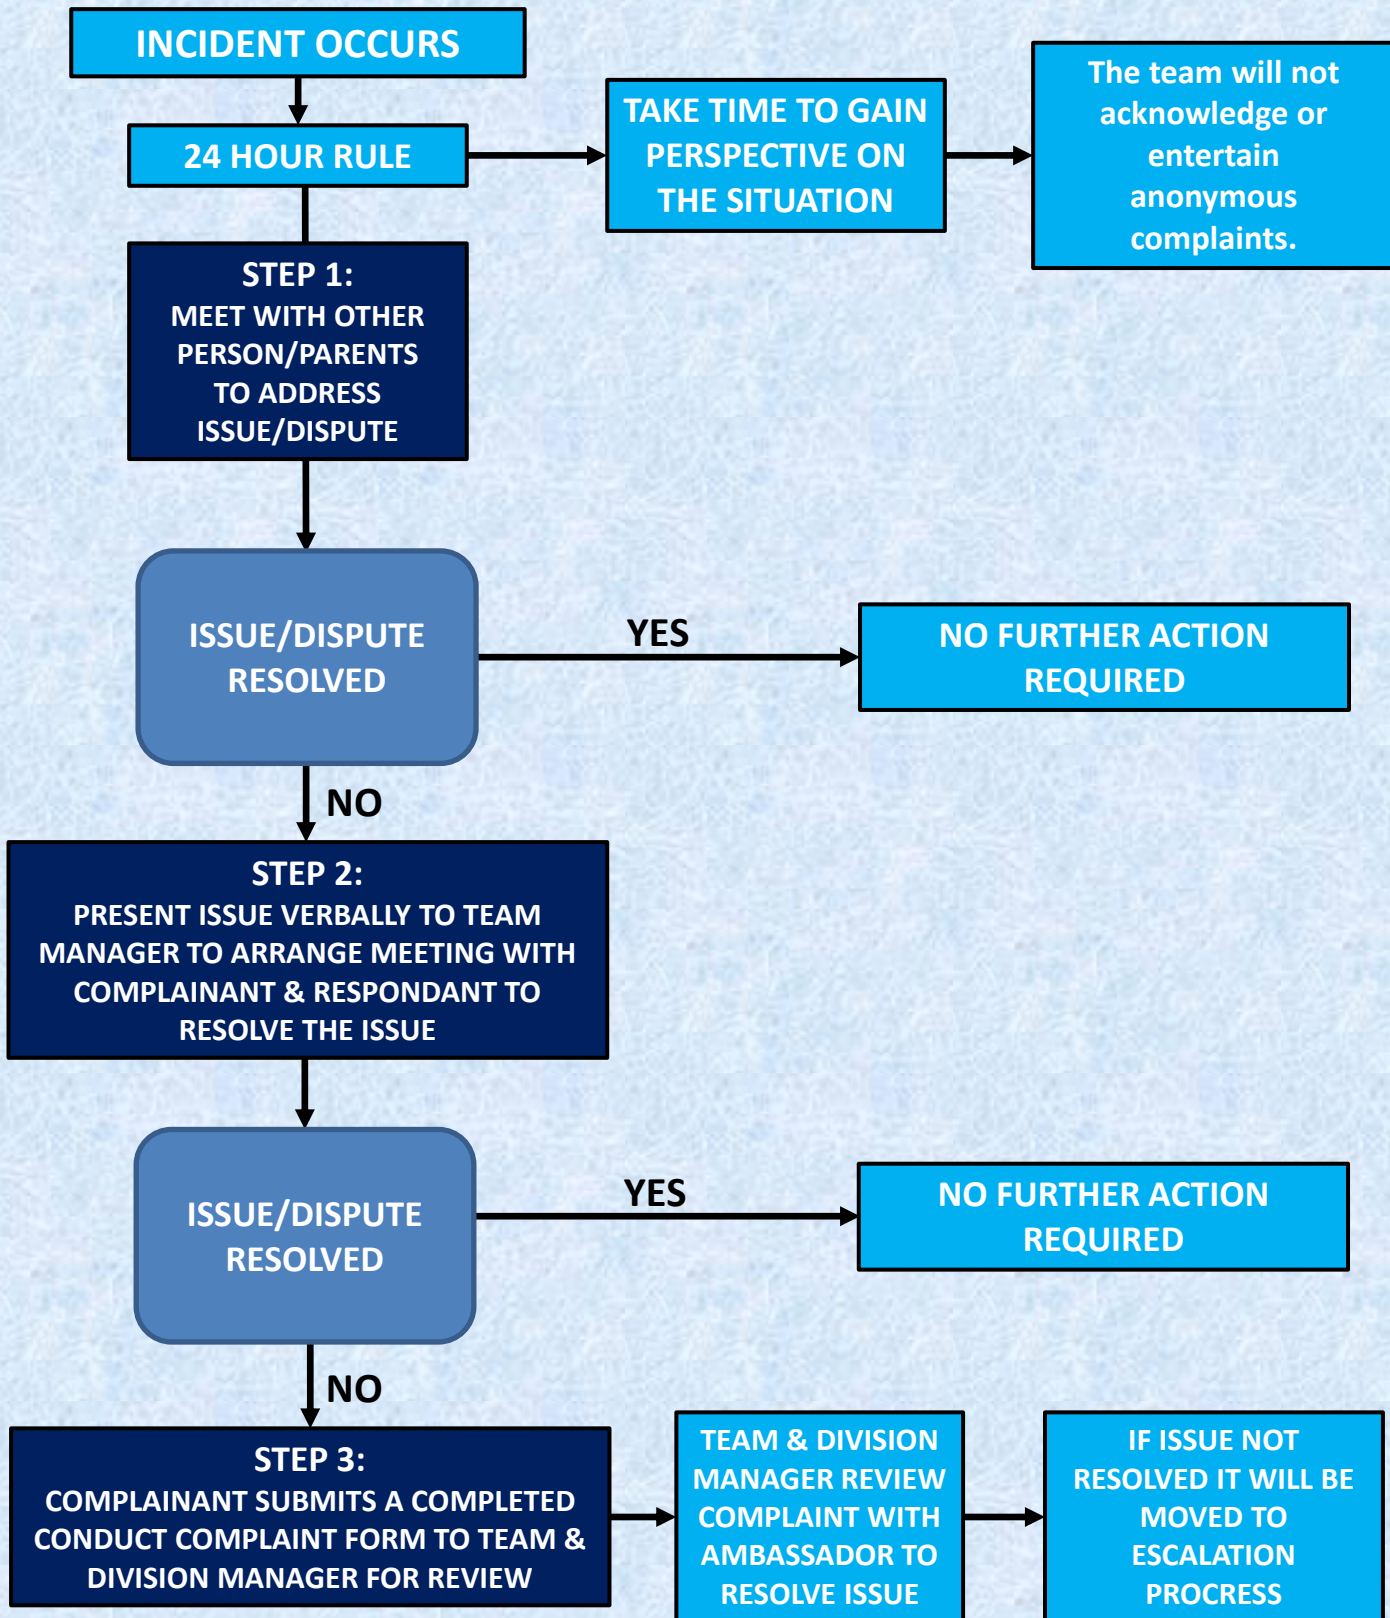 INCIDENT OCCURS
24 HOUR RULE
TAKE TIME TO GAIN
PERSPECTIVE ON
THE SITUATION
The team will not
acknowledge or
entertain
anonymous
complaints.
STEP 1:
MEET WITH OTHER
PERSON/PARENTS
TO ADDRESS
ISSUE/DISPUTE
ISSUE/DISPUTE
RESOLVED
YES
NO FURTHER ACTION
REQUIRED
NO
STEP 2:
PRESENT ISSUE VERBALLY TO TEAM
MANAGER TO ARRANGE MEETING WITH
COMPLAINANT & RESPONDANT TO
RESOLVE THE ISSUE
ISSUE/DISPUTE
RESOLVED
YES
NO FURTHER ACTION
REQUIRED
NO
STEP 3:
COMPLAINANT SUBMITS A COMPLETED
CONDUCT COMPLAINT FORM TO TEAM &
DIVISION MANAGER FOR REVIEW
TEAM & DIVISION
MANAGER REVIEW
COMPLAINT WITH
AMBASSADOR TO
RESOLVE ISSUE
IF ISSUE NOT
RESOLVED IT WILL BE
MOVED TO
ESCALATION
PROCRESS